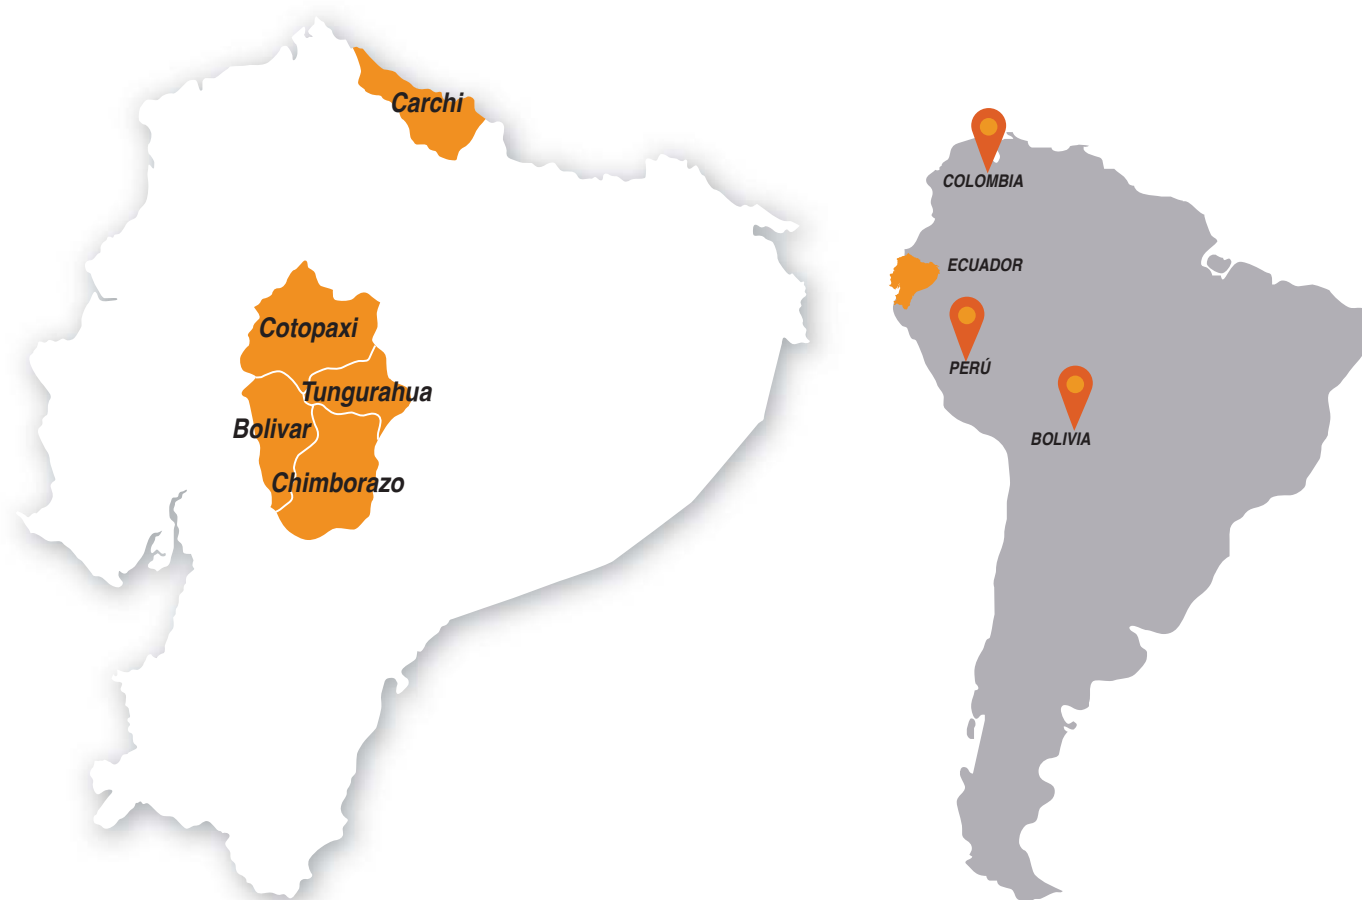 Carchi
Cotopaxi
Tungurahua
Bolivar
Chimborazo
COLOMBIA
ECUADOR
PERÚ
BOLIVIA